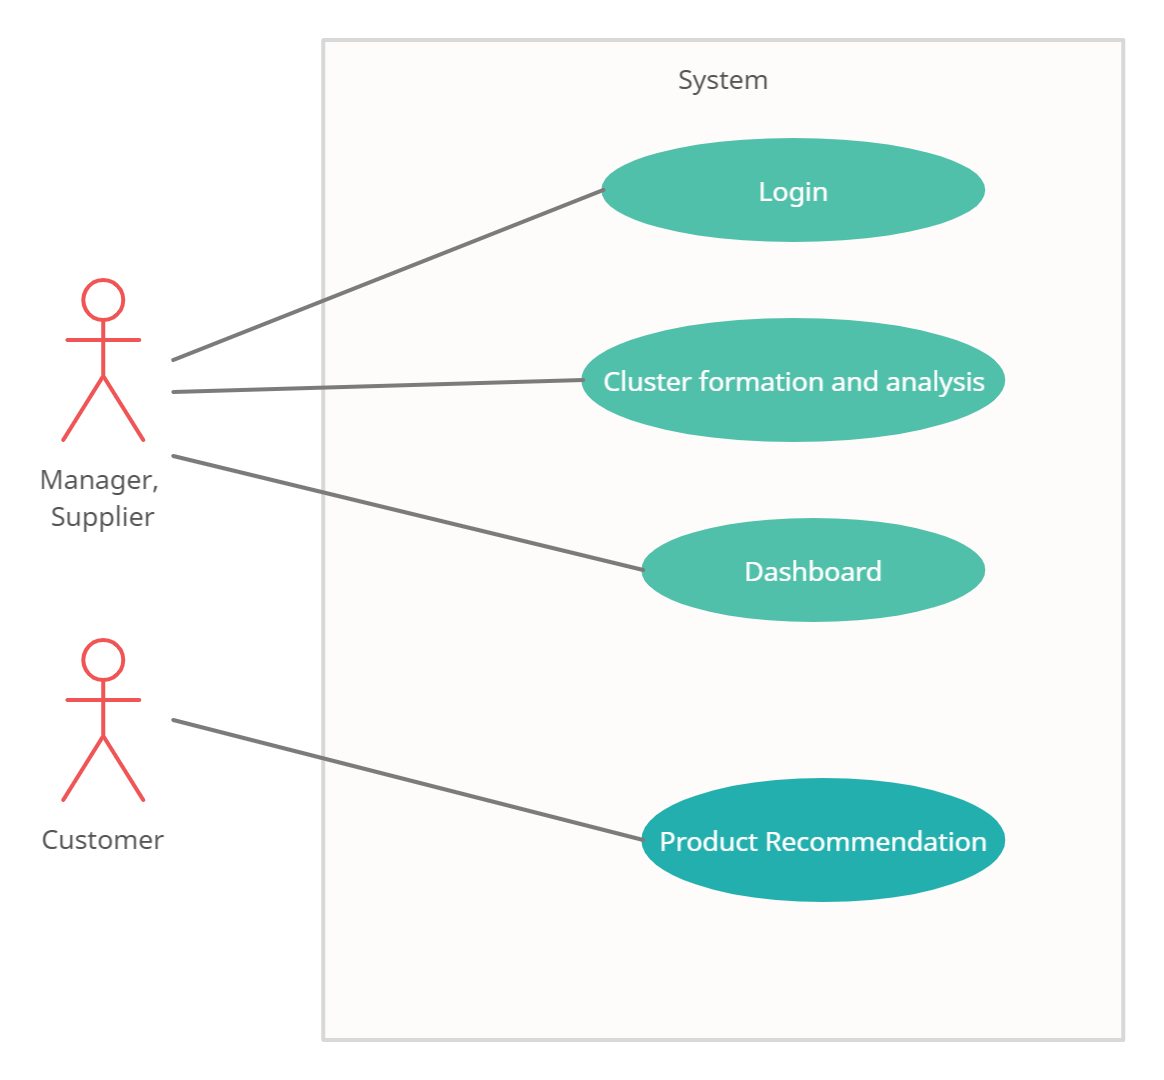 System
Login
Cluster formation and analysis
Manager,
Supplier
Dashboard
Customer
Product Recommendation